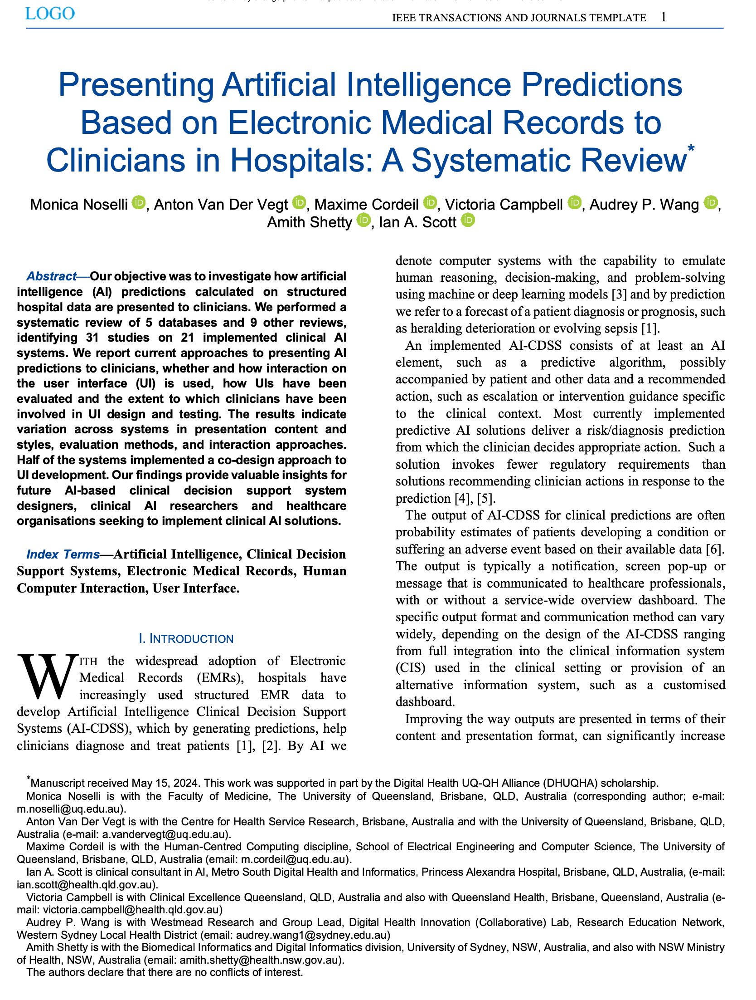 LOGO
IEEE TRANSACTIONS AND JOURNALS TEMPLATE 1
Presenting Artificial Intelligence Predictions
Based on Electronic Medical Records to
Clinicians in Hospitals: A Systematic Review*
Monica Noselli iD, Anton Van Der Vegt iD, Maxime Cordeil iD, Victoria Campbell iD, Audrey P. Wang iD,
Amith Shetty iD, Ian A. Scott iD
Abstract—Our objective was to investigate how artificial
intelligence (AI) predictions calculated on structured
hospital data are presented to clinicians. We performed a
systematic review of 5 databases and 9 other reviews,
identifying 31 studies on 21 implemented clinical AI
systems. We report current approaches to presenting AI
predictions to clinicians, whether and how interaction on
the user interface (UI) is used, how UIs have been
evaluated and the extent to which clinicians have been
involved in UI design and testing. The results indicate
variation across systems in presentation content and
styles, evaluation methods, and interaction approaches.
Half of the systems implemented a co-design approach to
UI development. Our findings provide valuable insights for
future AI-based clinical decision support system
designers, clinical AI researchers and healthcare
organisations seeking to implement clinical AI solutions.
Index Terms—Artificial Intelligence, Clinical Decision
Support Systems, Electronic Medical Records, Human
Computer Interaction, User Interface.
I. INTRODUCTION
WITH the widespread adoption of Electronic
Medical Records (EMRs), hospitals have
increasingly used structured EMR data to
develop Artificial Intelligence Clinical Decision Support
Systems (AI-CDSS), which by generating predictions, help
clinicians diagnose and treat patients [1], [2]. By AI we
denote computer systems with the capability to emulate
human reasoning, decision-making, and problem-solving
using machine or deep learning models [3] and by prediction
we refer to a forecast of a patient diagnosis or prognosis, such
as heralding deterioration or evolving sepsis [1].
An implemented AI-CDSS consists of at least an AI
element, such as a predictive algorithm, possibly
accompanied by patient and other data and a recommended
action, such as escalation or intervention guidance specific
to the clinical context. Most currently implemented
predictive AI solutions deliver a risk/diagnosis prediction
from which the clinician decides appropriate action. Such a
solution invokes fewer regulatory requirements than
solutions recommending clinician actions in response to the
prediction [4], [5].
The output of AI-CDSS for clinical predictions are often
probability estimates of patients developing a condition or
suffering an adverse event based on their available data [6].
The output is typically a notification, screen pop-up or
message that is communicated to healthcare professionals,
with or without a service-wide overview dashboard. The
specific output format and communication method can vary
widely, depending on the design of the AI-CDSS ranging
from full integration into the clinical information system
(CIS) used in the clinical setting or provision of an
alternative information system, such as a customised
dashboard.
Improving the way outputs are presented in terms of their
content and presentation format, can significantly increase
*Manuscript received May 15, 2024. This work was supported in part by the Digital Health UQ-QH Alliance (DHUQHA) scholarship.
Monica Noselli is with the Faculty of Medicine, The University of Queensland, Brisbane, QLD, Australia (corresponding author; e-mail:
m.noselli@uq.edu.au).
Anton Van Der Vegt is with the Centre for Health Service Research, Brisbane, Australia and with the University of Queensland, Brisbane, QLD,
Australia (e-mail: a.vandervegt@uq.edu.au).
Maxime Cordeil is with the Human-Centred Computing discipline, School of Electrical Engineering and Computer Science, The University of
Queensland, Brisbane, QLD, Australia (email: m.cordeil@uq.edu.au).
Ian A. Scott is clinical consultant in AI, Metro South Digital Health and Informatics, Princess Alexandra Hospital, Brisbane, QLD, Australia, (e-mail:
ian.scott@health.qld.gov.au).
Victoria Campbell is with Clinical Excellence Queensland, QLD, Australia and also with Queensland Health, Brisbane, Queensland, Australia (e-
mail: victoria.campbell@health.qld.gov.au)
Audrey P. Wang is with Westmead Research and Group Lead, Digital Health Innovation (Collaborative) Lab, Research Education Network,
Western Sydney Local Health District (email: audrey.wang1@sydney.edu.au)
Amith Shetty is with the Biomedical Informatics and Digital Informatics division, University of Sydney, NSW, Australia, and also with NSW Ministry
of Health, NSW, Australia (email: amith.shetty@health.nsw.gov.au).
The authors declare that there are no conflicts of interest.